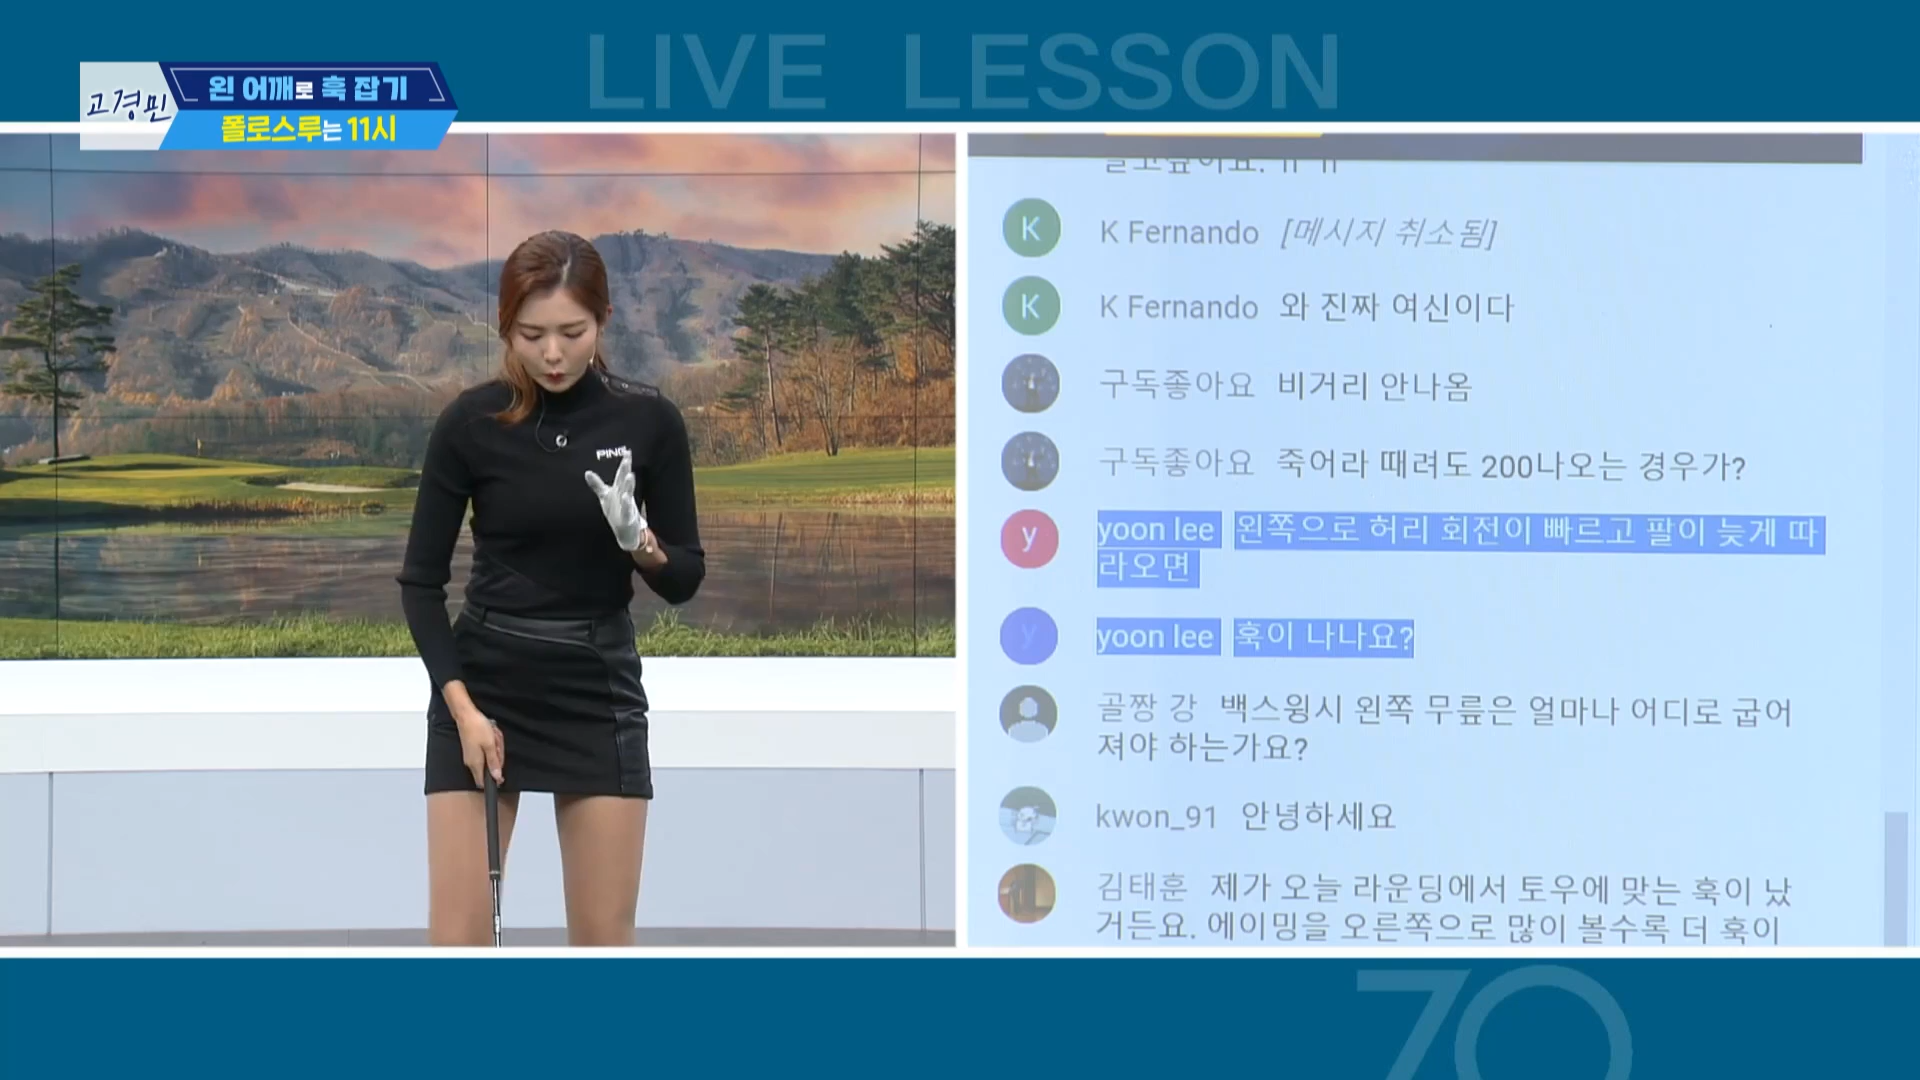 LIVE LESSON
고경민
왼 어깨로 훅 잡기
폴로스루는 11시
PING
K Fernando [메시지 취소됨]
K Fernando 와 진짜 여신이다
구독좋아요 비거리 안나옴
구독좋아요 죽어라 때려도 200나오는 경우가?
yoon lee 왼쪽으로 허리 회전이 빠르고 팔이 늦게 따
라오면
yoon lee 훅이 나나요?
골짱 강 백스윙시 왼쪽 무릎은 얼마나 어디로 굽어
져야 하는가요?
kwon_91 안녕하세요
김태훈 제가 오늘 라운딩에서 토우에 맞는 훅이 났
거든요. 에이밍을 오른쪽으로 많이 볼수록 더 훅이
70